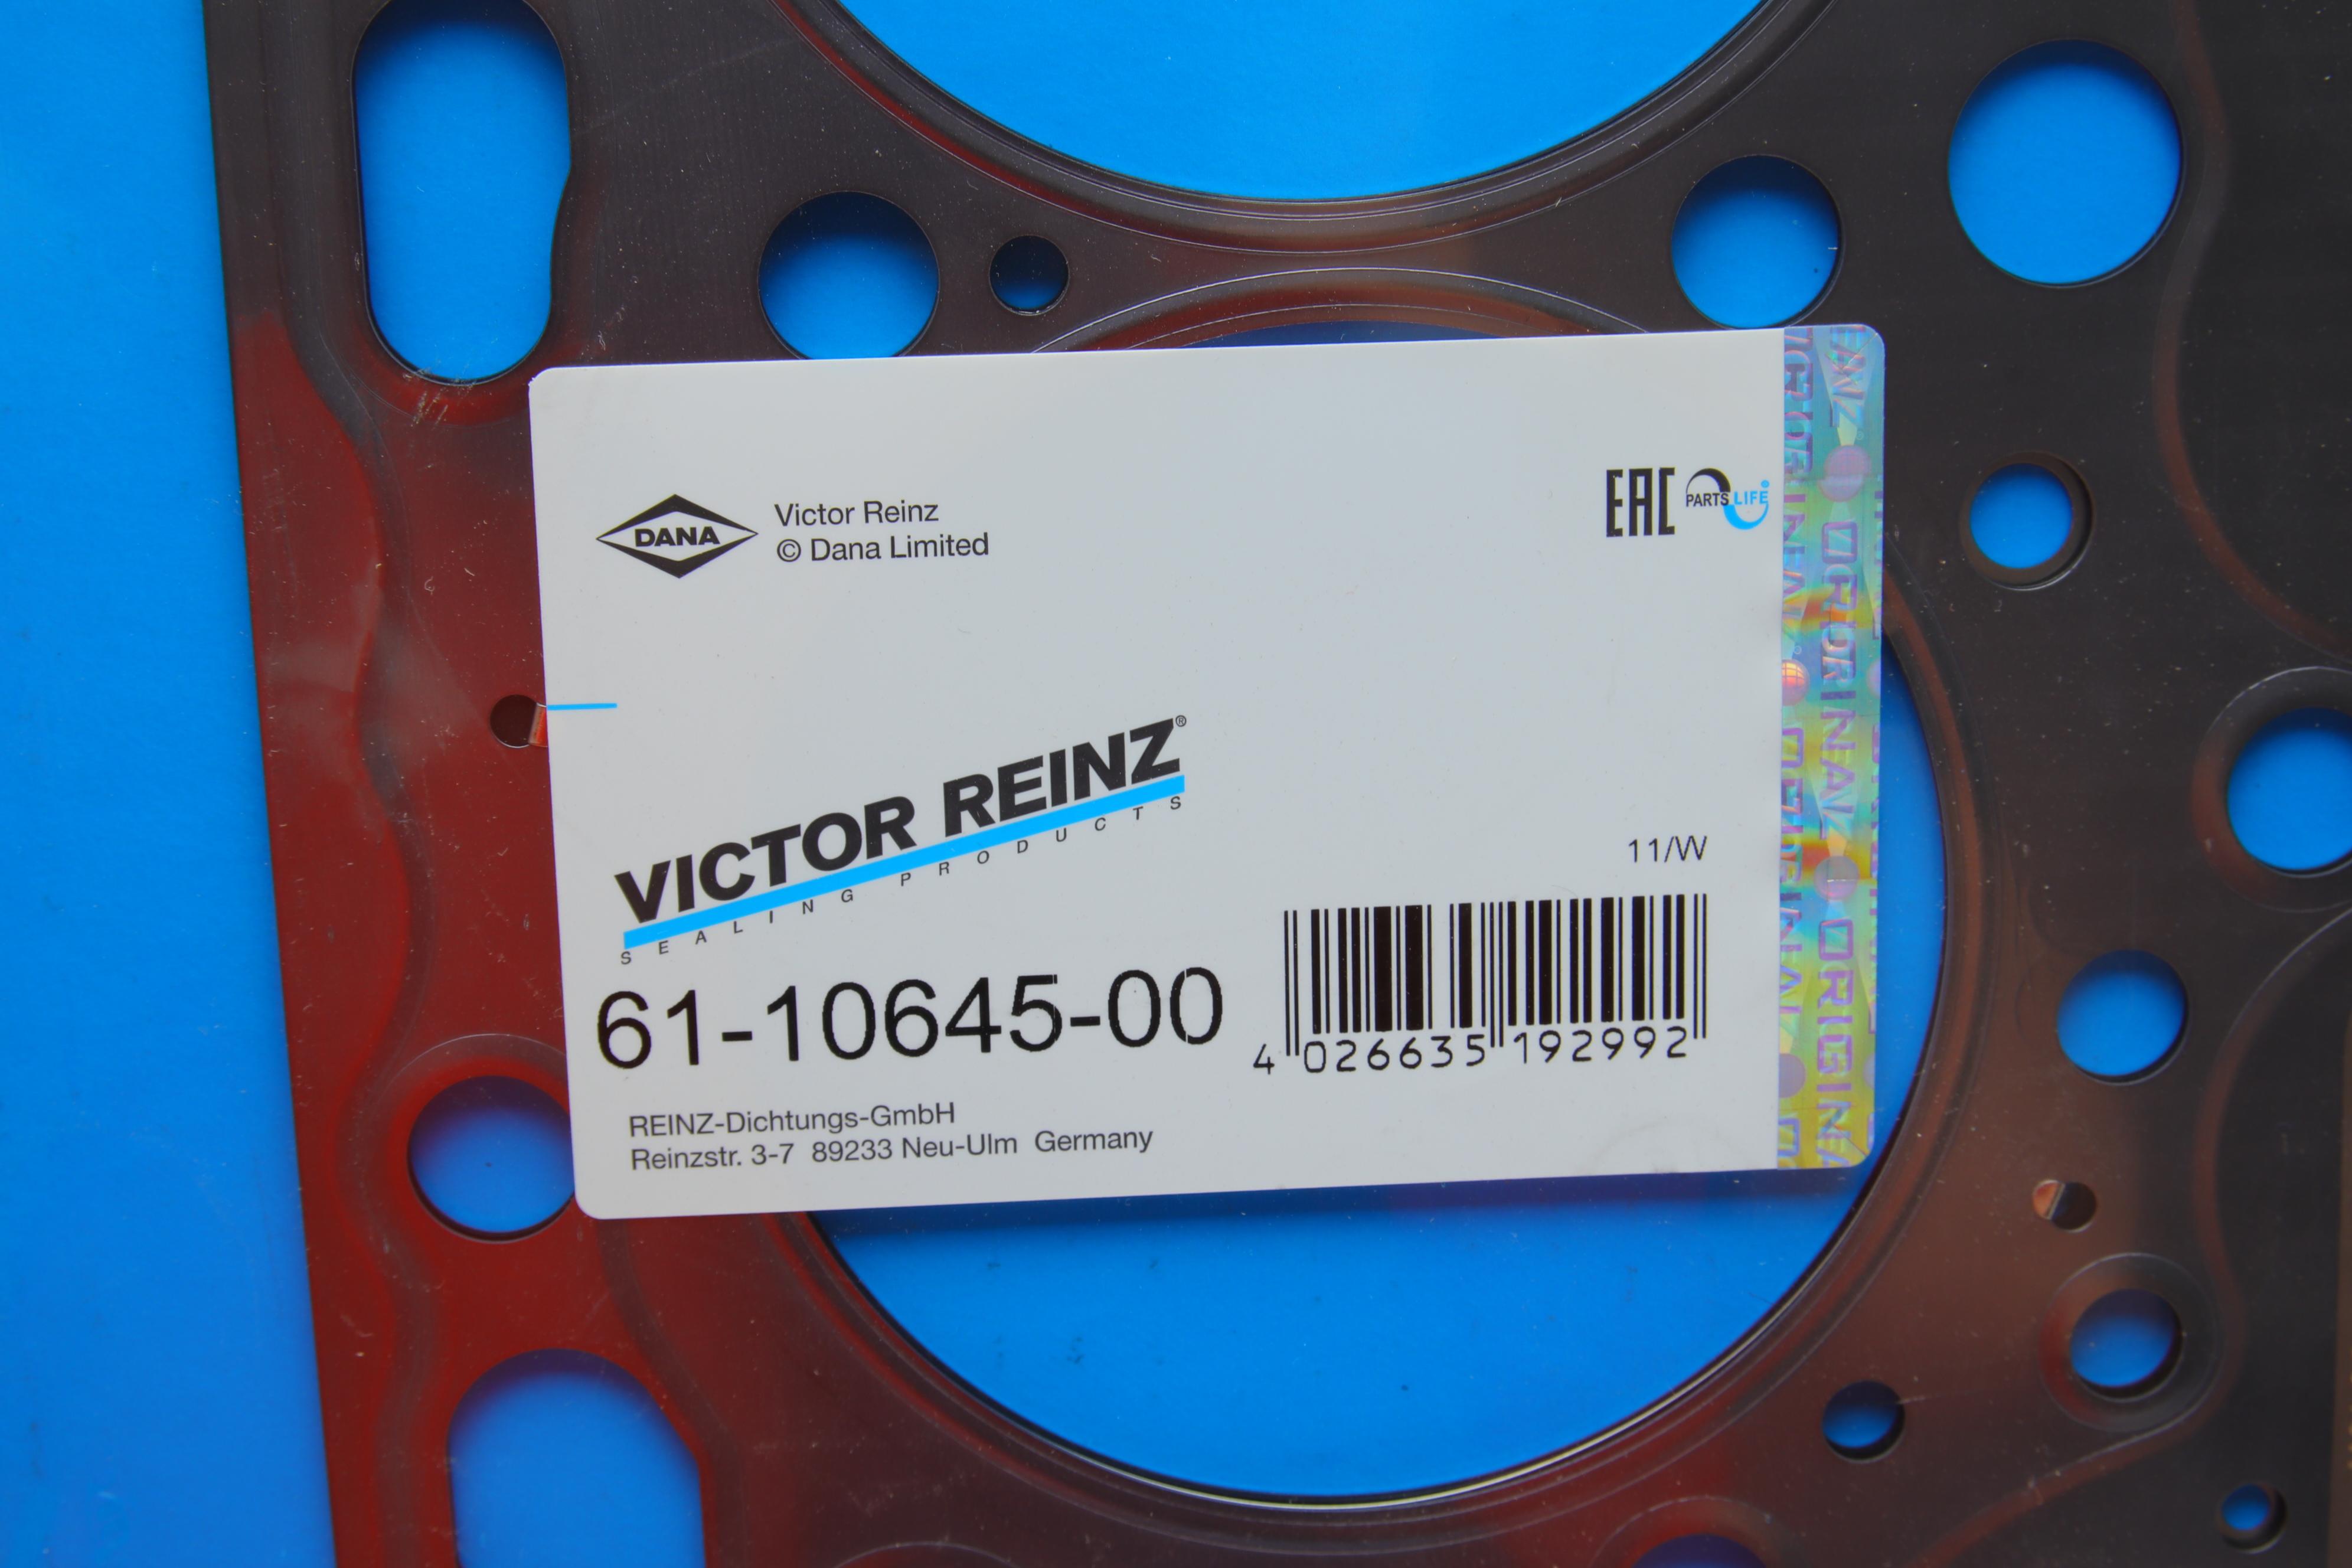 DANA
Victor Reinz
© Dana Limited
EAC
PARTS LIFE
VICTOR REINZ®
SEALING PRODUCTS
11/W
61-10645-00
4 026635 192992
REINZ-Dichtungs-GmbH
Reinzstr. 3-7 89233 Neu-Ulm Germany
ORIGINAL
ORIGINAL